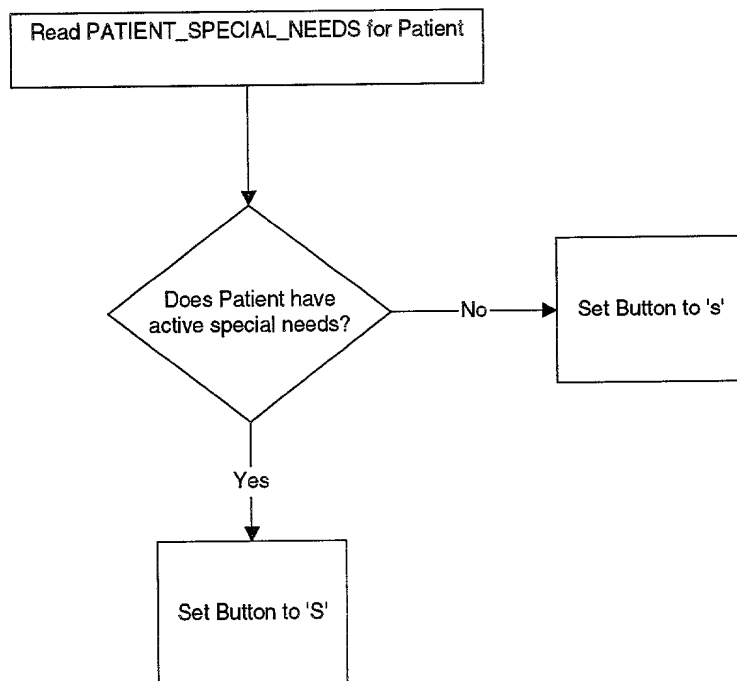 Read PATIENT_SPECIAL_NEEDS for Patient
Does Patient have
active special needs?
No
Set Button to 's'
Yes
Set Button to 'S'